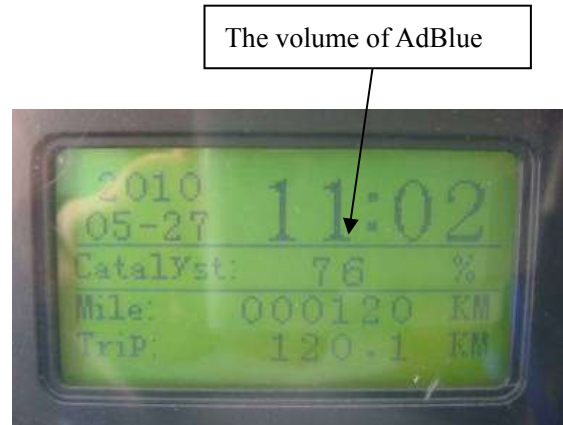 The volume of AdBlue
2010
05-27
11:02
CatalYst: 76 %
Mile: 000120 KM
TriP: 120.1 KM